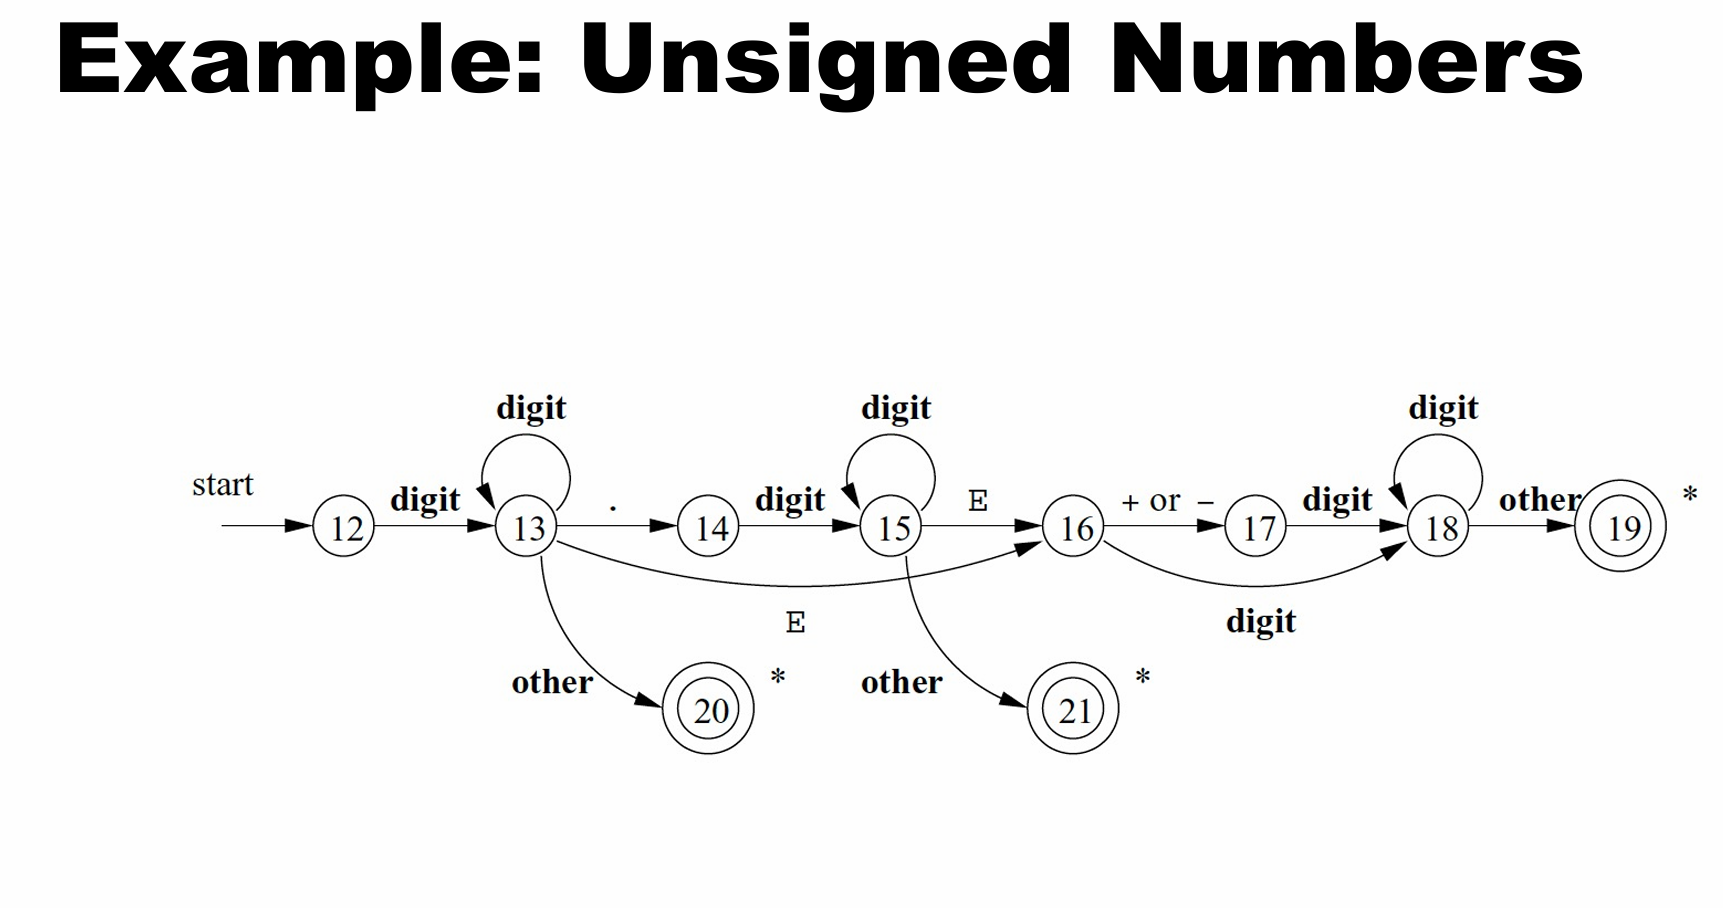 Example: Unsigned Numbers
digit digit digit
start digit . digit E + or − digit other *
12 13 14 15 16 17 18 19
E digit
other * other *
20 21